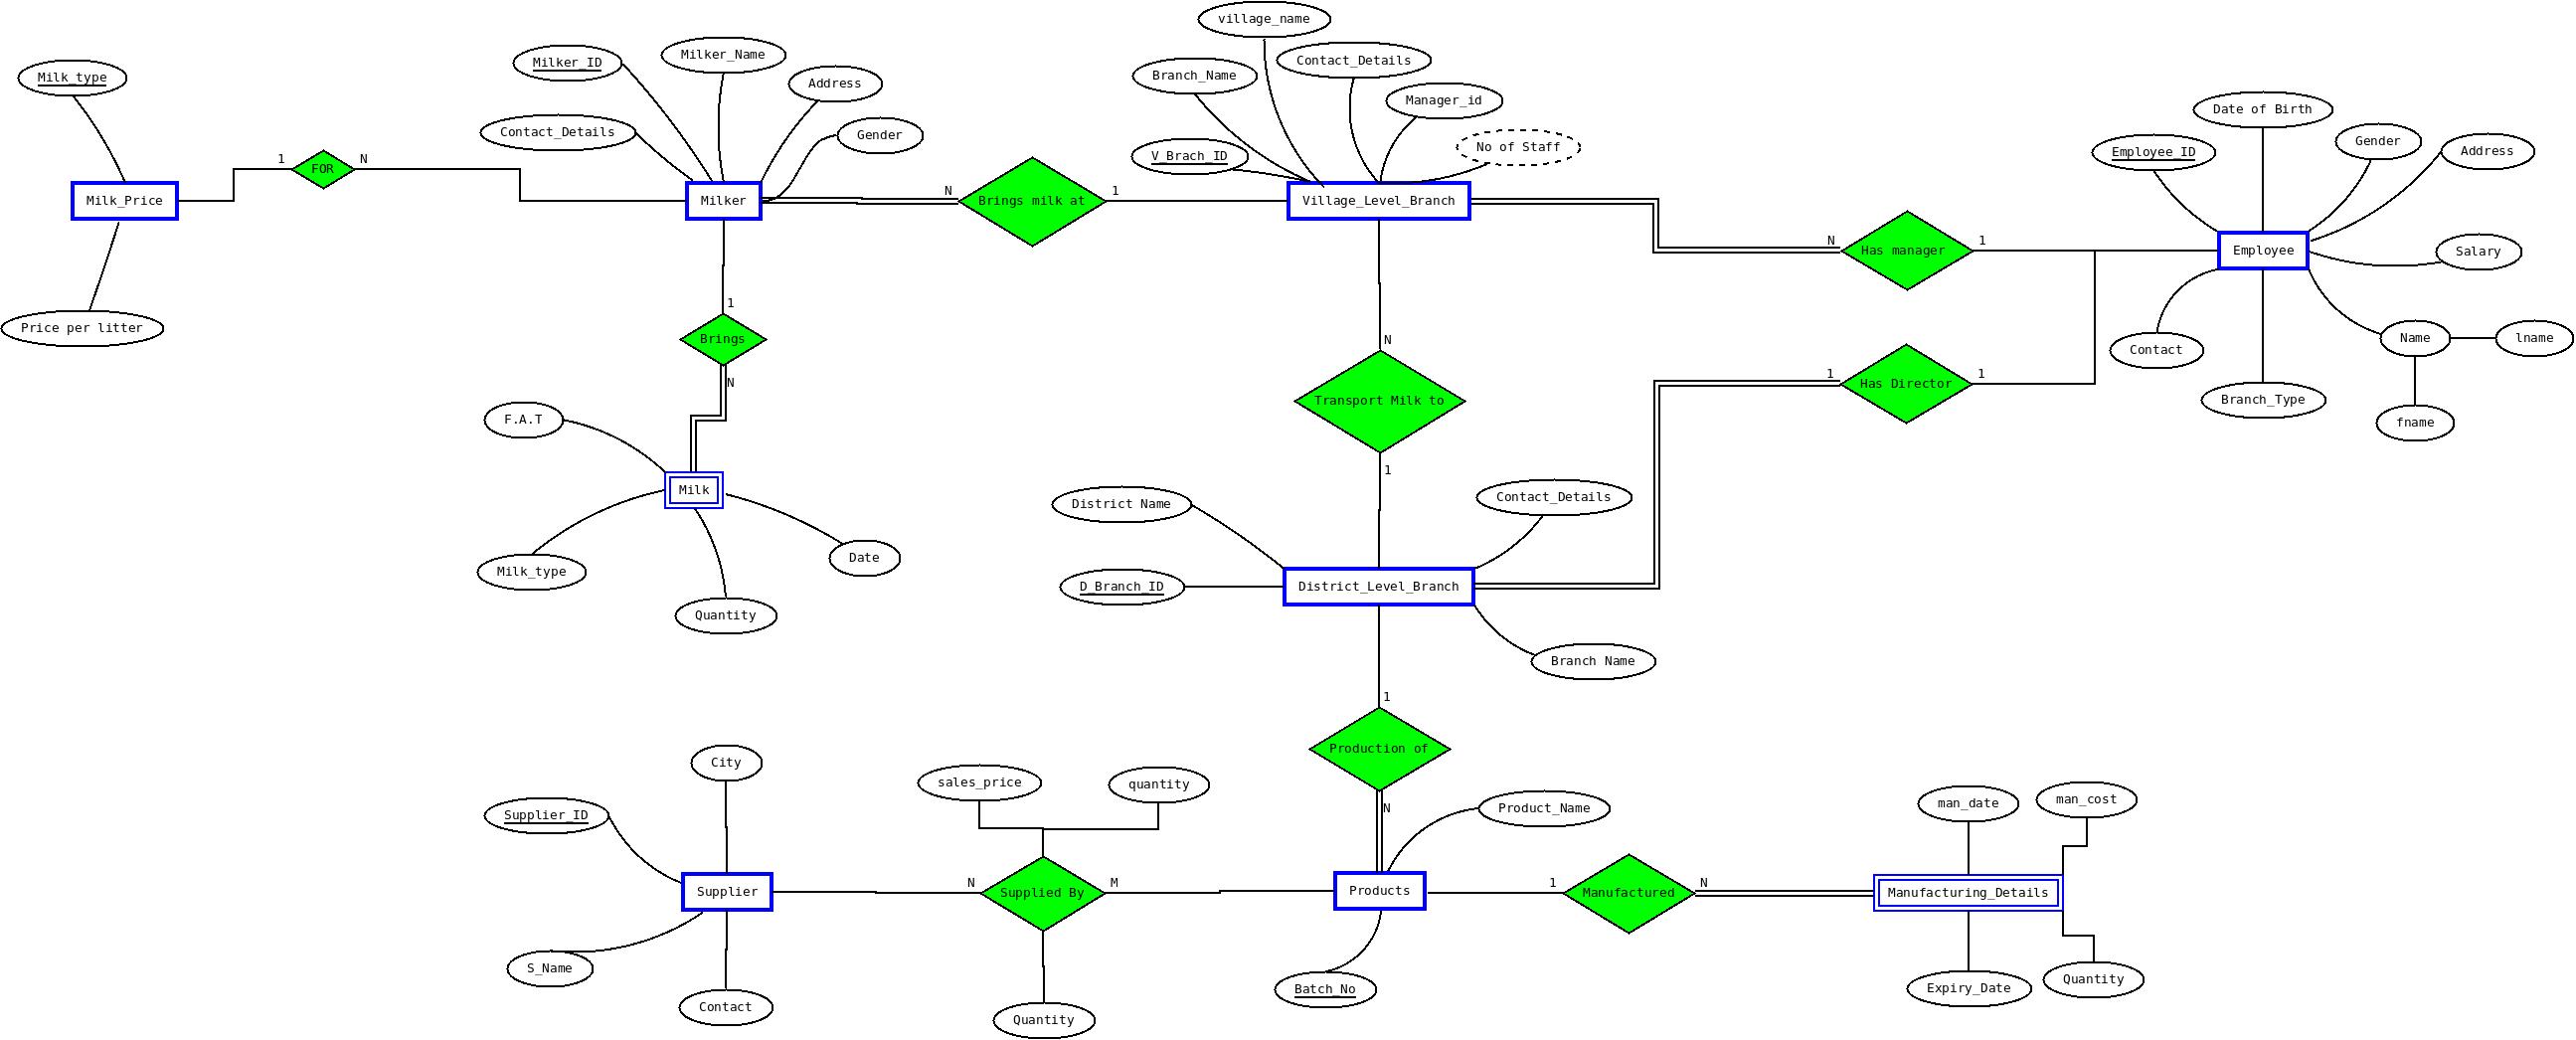 village_name
Milker_Name
Contact_Details
Milker_ID
Branch_Name
Milk_type
Address
Manager_id
Date of Birth
Contact_Details
Gender
No of Staff
Gender
Address
Employee_ID
V_Brach_ID
1
FOR
N
Milk_Price
Milker
N
Brings milk at
1
Village_Level_Branch
N
Has manager
1
Employee
Salary
1
Price per litter
Brings
N
Name
lname
Contact
N
1
Has Director
1
Transport Milk to
Branch_Type
F.A.T
fname
1
Milk
District Name
Contact_Details
Date
Milk_type
D_Branch_ID
District_Level_Branch
Quantity
Branch Name
1
Production of
City
sales_price
quantity
N
Product_Name
man_date
man_cost
Supplier_ID
Supplier
N
Supplied By
M
Products
1
Manufactured
N
Manufacturing_Details
S_Name
Contact
Quantity
Batch_No
Expiry_Date
Quantity